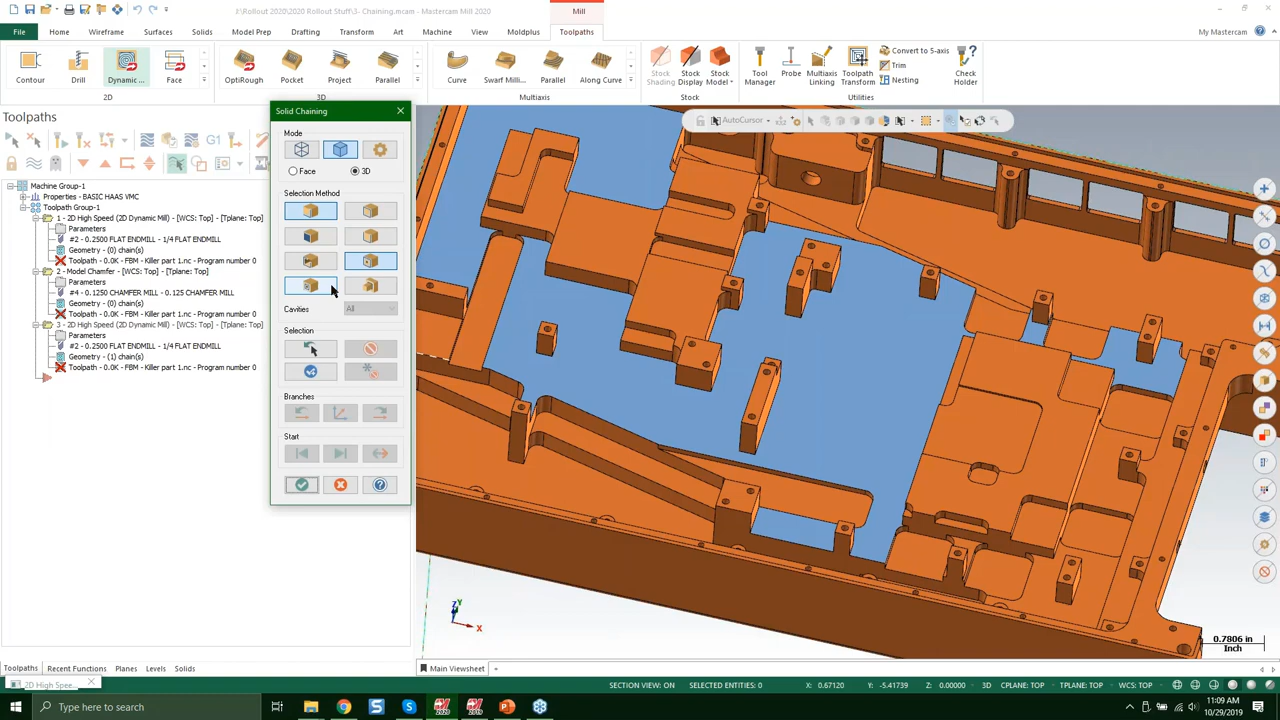 J:\Rollout 2020\2020 Rollout Stuff\3- Chaining.mcam - Mastercam Mill 2020
Mill
File
Home
Wireframe
Surfaces
Solids
Model Prep
Drafting
Transform
Art
Machine
View
Moldplus
Toolpaths
My Mastercam
Contour
Drill
Dynamic ...
Face
2D
OptiRough
Pocket
Project
Parallel
3D
Curve
Swarf Milli...
Parallel
Along Curve
Multiaxis
Stock Shading
Stock Display
Stock Model
Stock
Tool Manager
Probe
Multiaxis Linking
Toolpath Transform
Convert to 5-axis
Trim
Nesting
Check Holder
Utilities
Toolpaths
G1
Machine Group-1
Properties - BASIC HAAS VMC
Toolpath Group-1
1 - 2D High Speed (2D Dynamic Mill) - [WCS: Top] - [Tplane: Top]
Parameters
#2 - 0.2500 FLAT ENDMILL - 1/4 FLAT ENDMILL
Geometry - (0) chain(s)
Toolpath - 0.0K - FBM - Killer part 1.nc - Program number 0
2 - Model Chamfer - [WCS: Top] - [Tplane: Top]
Parameters
#4 - 0.1250 CHAMFER MILL - 0.125 CHAMFER MILL
Geometry - (0) chain(s)
Toolpath - 0.0K - FBM - Killer part 1.nc - Program number 0
3 - 2D High Speed (2D Dynamic Mill) - [WCS: Top] - [Tplane: Top]
Parameters
#2 - 0.2500 FLAT ENDMILL - 1/4 FLAT ENDMILL
Geometry - (1) chain(s)
Toolpath - 0.0K - FBM - Killer part 1.nc - Program number 0
Solid Chaining
Mode
Face
3D
Selection Method
Cavities
All
Selection
Branches
Start
AutoCursor
Z
Y
X
0.7806 in
Inch
Toolpaths
Recent Functions
Planes
Levels
Solids
Main Viewsheet
+
2D High Spee...
SECTION VIEW: ON
SELECTED ENTITIES: 0
X: 0.67120
Y: -5.41739
Z: 0.00000
3D
CPLANE: TOP
TPLANE: TOP
WCS: TOP
Type here to search
11:09 AM
10/29/2019